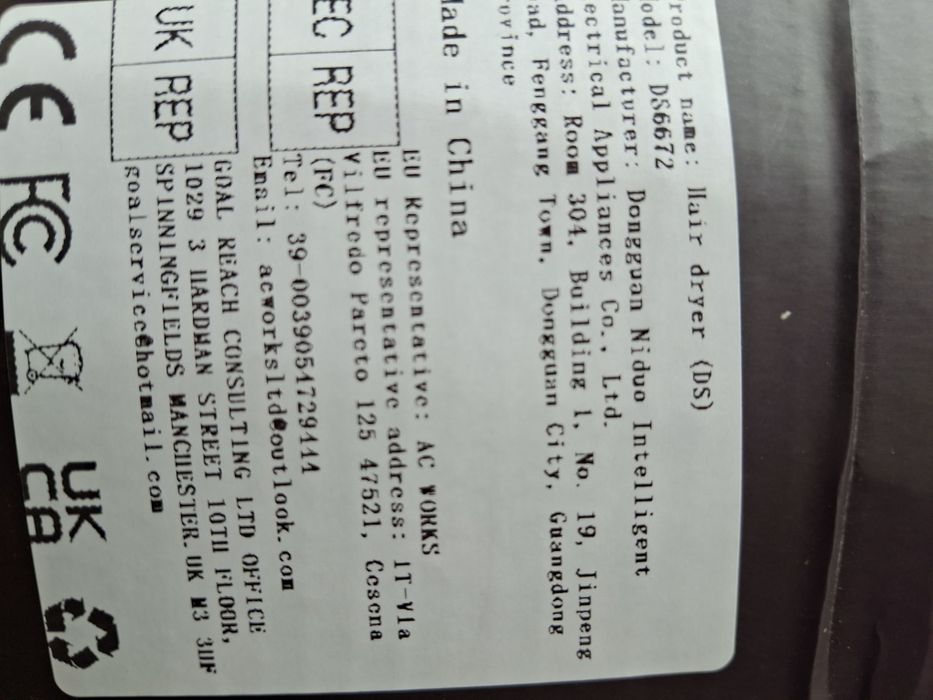 Product name: Hair dryer (DS)
odel: DS6672
anufacturer: Dongguan Niduo Intelligent
ectrical Appliances Co., Ltd.
ddress: Room 304, Building 1, No. 19, Jinpeng
ad, Fenggang Town, Dongguan City, Guangdong
rovince
Made in China
EC REP
EU Representative: AC WORKS
EU representative address: IT-VIa
Vilfredo Pareto 125 47521, Cesena
(FC)
Tel: 39-00390541729444
Email: acworksltd@outlook.com
UK REP
GOAL REACH CONSULTING LTD OFFICE
1029 3 HARDMAN STREET 10TH FLOOR,
SPINNINGFIELDS MANCHESTER.UK M3 3HF
goalservice@hotmail.com
CE FC UK CA